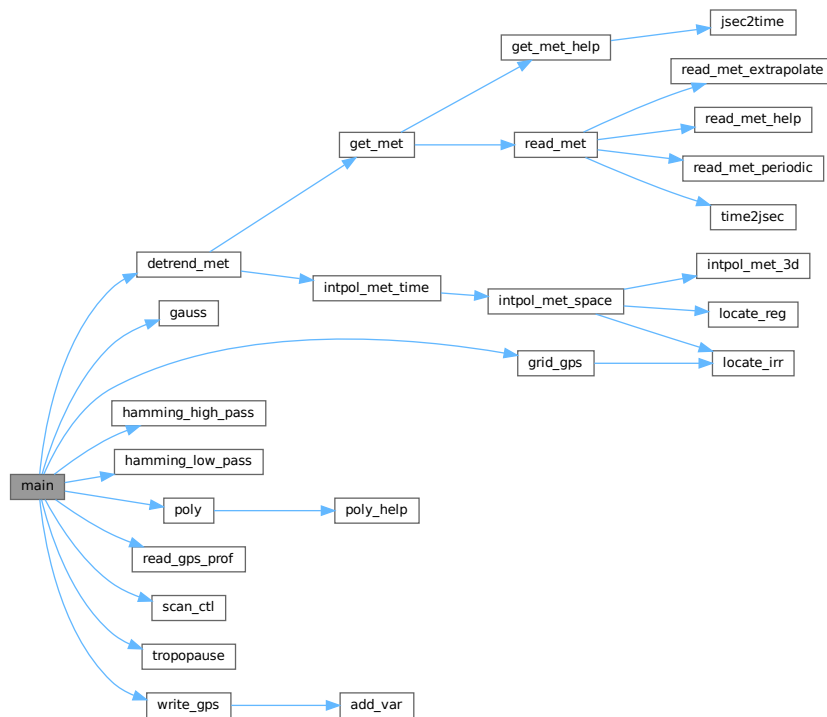 jsec2time
get_met_help
read_met_extrapolate
read_met_help
get_met
read_met
read_met_periodic
time2jsec
detrend_met
intpol_met_3d
intpol_met_time
intpol_met_space
gauss
locate_reg
grid_gps
locate_irr
hamming_high_pass
hamming_low_pass
main
poly
poly_help
read_gps_prof
scan_ctl
tropopause
write_gps
add_var